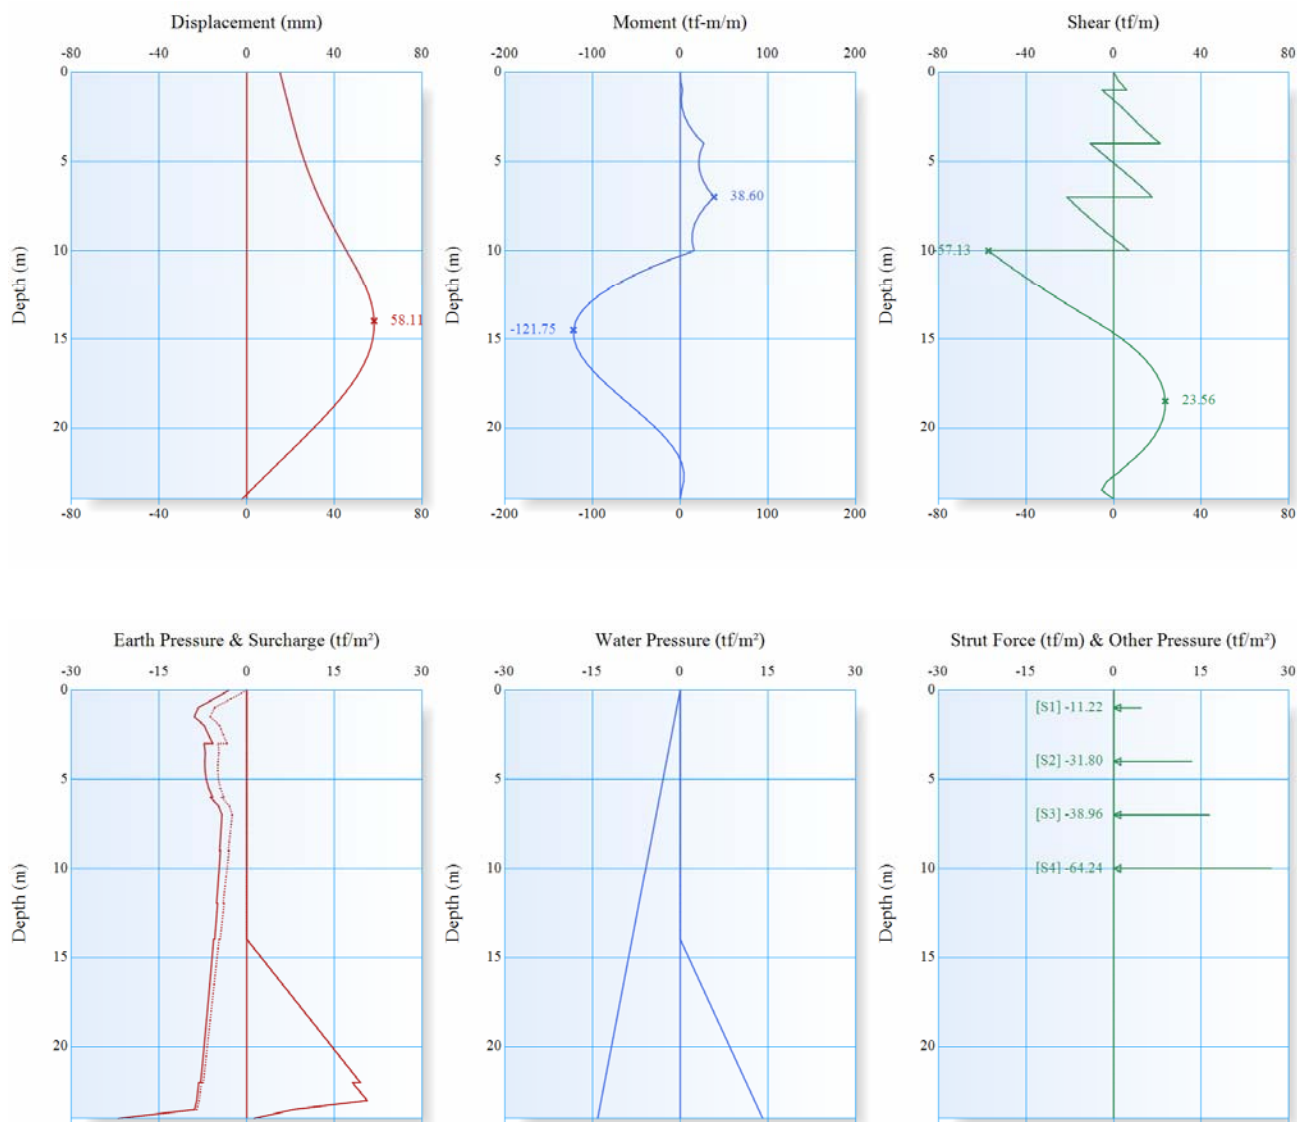 Displacement (mm)
Moment (tf-m/m)
Shear (tf/m)
-80 -40 0 40 80
-200 -100 0 100 200
-80 -40 0 40 80
Depth (m)
0
5
10
15
20
58.11
-80 -40 0 40 80
Depth (m)
38.60
-121.75
-200 -100 0 100 200
Depth (m)
0
5
10
15
20
-57.13
23.56
-80 -40 0 40 80
Earth Pressure & Surcharge (tf/m²)
Water Pressure (tf/m²)
Strut Force (tf/m) & Other Pressure (tf/m²)
-30 -15 0 15 30
-30 -15 0 15 30
-30 -15 0 15 30
Depth (m)
0
5
10
15
20
Depth (m)
0
5
10
15
20
Depth (m)
0
5
10
15
20
[S1] -11.22
[S2] -31.80
[S3] -38.96
[S4] -64.24